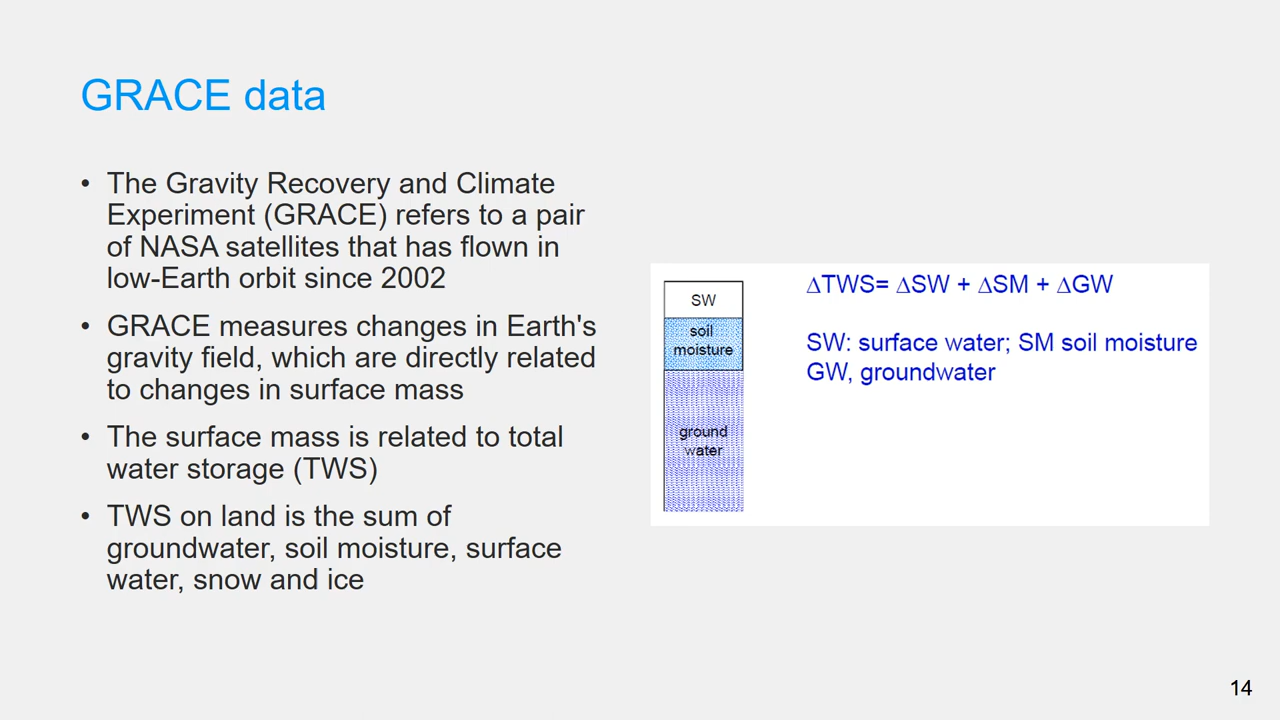 GRACE data
• The Gravity Recovery and Climate
Experiment (GRACE) refers to a pair
of NASA satellites that has flown in
low-Earth orbit since 2002
• GRACE measures changes in Earth's
gravity field, which are directly related
to changes in surface mass
• The surface mass is related to total
water storage (TWS)
• TWS on land is the sum of
groundwater, soil moisture, surface
water, snow and ice
SW
soil
moisture
ground
water
∆TWS= ∆SW + ∆SM + ∆GW
SW: surface water; SM soil moisture
GW, groundwater
14